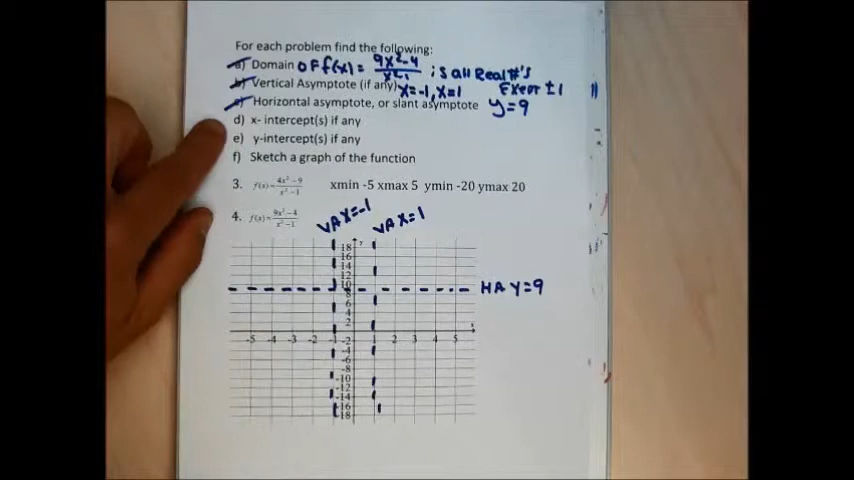 For each problem find the following:
a) Domain OF f(x) = 9x²-4 / x²-1 is all Real #'s
b) Vertical Asymptote (if any) x=-1, x=1 Except ±1
c) Horizontal asymptote, or slant asymptote y=9
d) x- intercept(s) if any
e) y-intercept(s) if any
f) Sketch a graph of the function
3. f(x)= 4x²-9 / x²-1 xmin -5 xmax 5 ymin -20 ymax 20
4. f(x)= 9x²-4 / x²-1
VA X=-1 VA X=1
y
18
16
14
12
10
8
6
4
2
HA Y=9
x
-5 -4 -3 -2 -1 1 2 3 4 5
-2
-4
-6
-8
-10
-12
-14
-16
-18